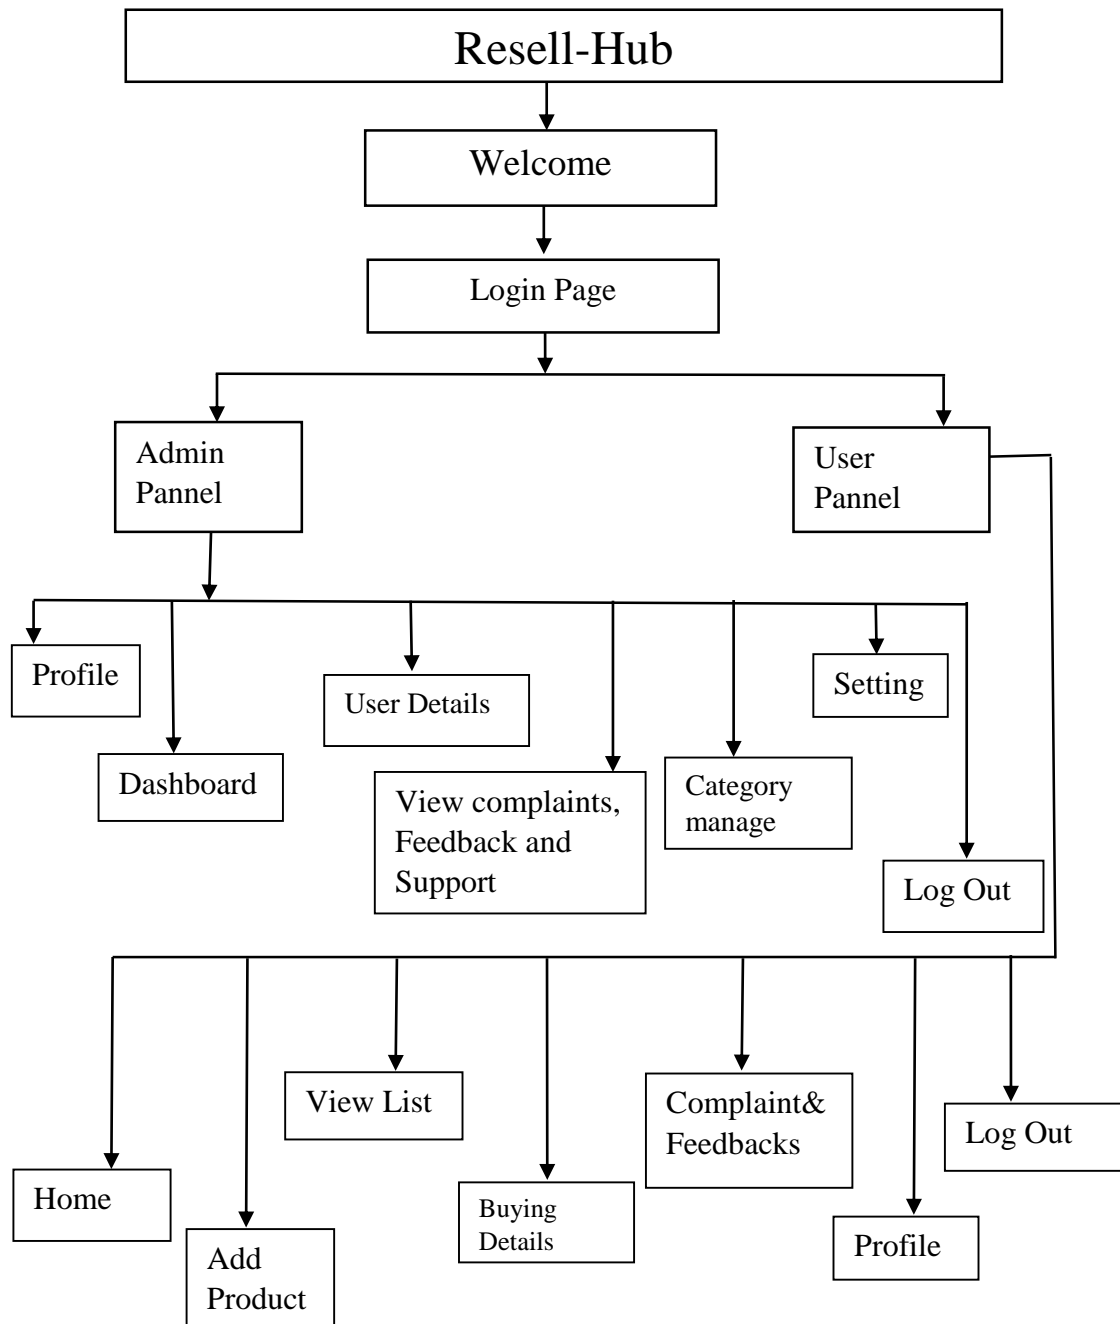 Resell-Hub
Welcome
Login Page
Admin
Pannel
User
Pannel
Profile
Dashboard
User Details
View complaints,
Feedback and
Support
Category
manage
Setting
Log Out
Home
Add
Product
View List
Buying
Details
Complaint&
Feedbacks
Profile
Log Out